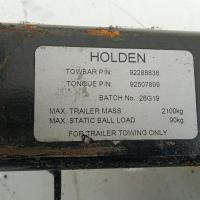 HOLDEN
TOWBAR P/N: 92288838
TONGUE P/N: 92507899
BATCH No. 26G19
MAX. TRAILER MASS 2100kg
MAX. STATIC BALL LOAD 90kg
FOR TRAILER TOWING ONLY